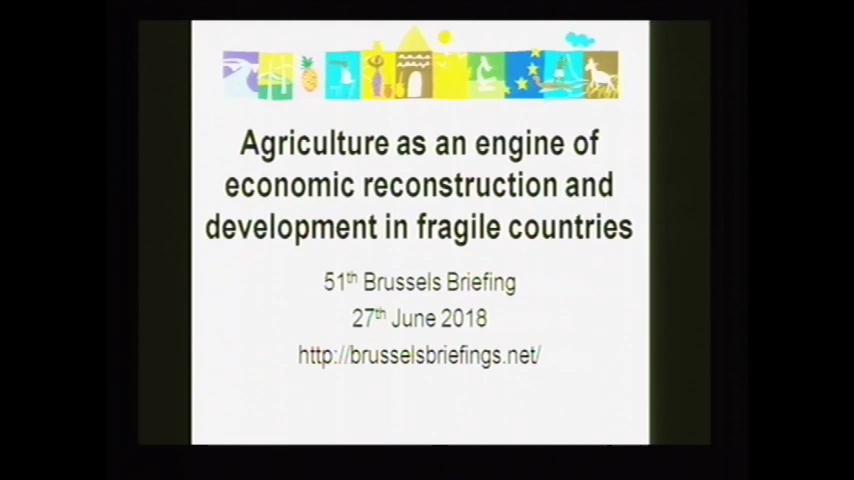 Agriculture as an engine of
economic reconstruction and
development in fragile countries
51th Brussels Briefing
27th June 2018
http://brusselsbriefings.net/